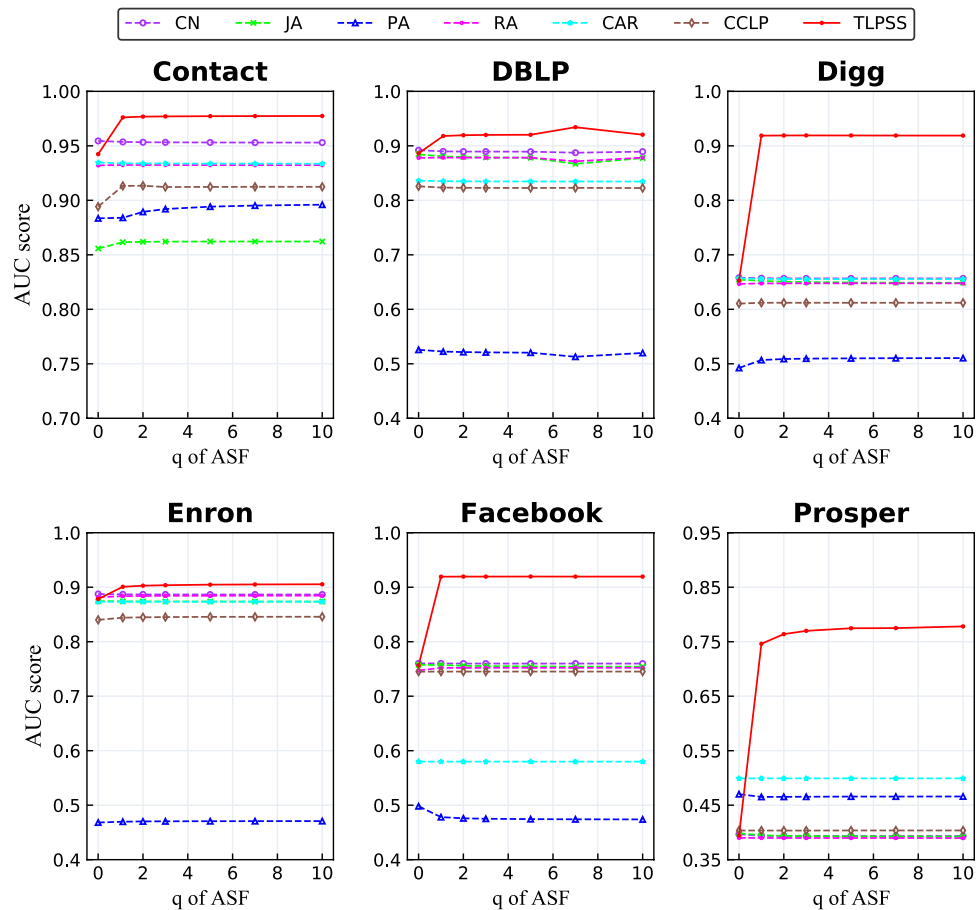 CN JA PA RA CAR CCLP TLPSS
Contact DBLP Digg
1.00 0.95 0.90 0.85 0.80 0.75 0.70
AUC score
0 2 4 6 8 10
q of ASF
1.0 0.9 0.8 0.7 0.6 0.5 0.4
0 2 4 6 8 10
q of ASF
1.0 0.9 0.8 0.7 0.6 0.5 0.4
0 2 4 6 8 10
q of ASF
Enron Facebook Prosper
1.0 0.9 0.8 0.7 0.6 0.5 0.4
AUC score
0 2 4 6 8 10
q of ASF
1.0 0.9 0.8 0.7 0.6 0.5 0.4
0 2 4 6 8 10
q of ASF
0.95 0.85 0.75 0.65 0.55 0.45 0.35
0 2 4 6 8 10
q of ASF